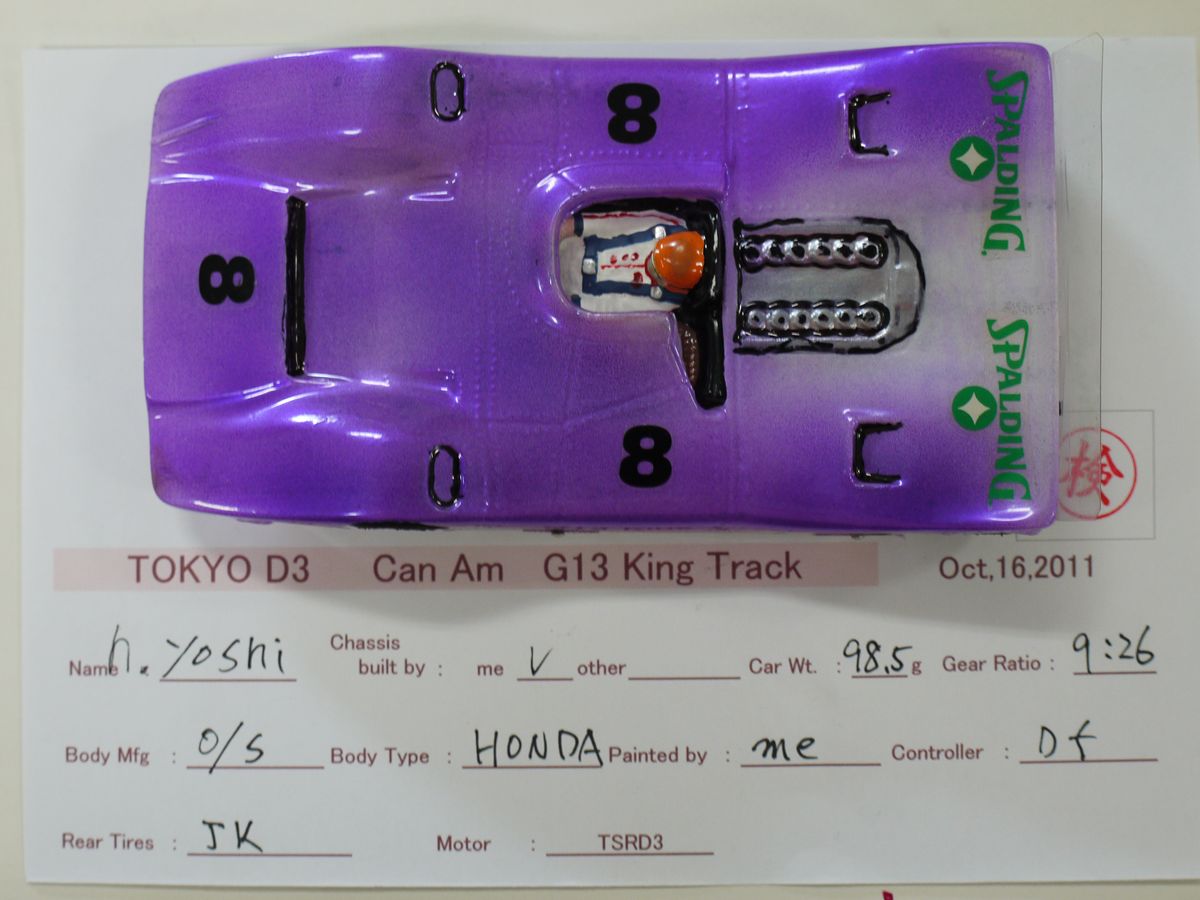 8
8
8
SPALDING
SPALDING
検
TOKYO D3 Can Am G13 King Track Oct,16,2011
Name h. Yoshi Chassis built by : me V other Car Wt. : 98.5 g Gear Ratio : 9:26
Body Mfg : O/S Body Type : HONDA Painted by : me Controller : Df
Rear Tires : JK Motor : TSRD3